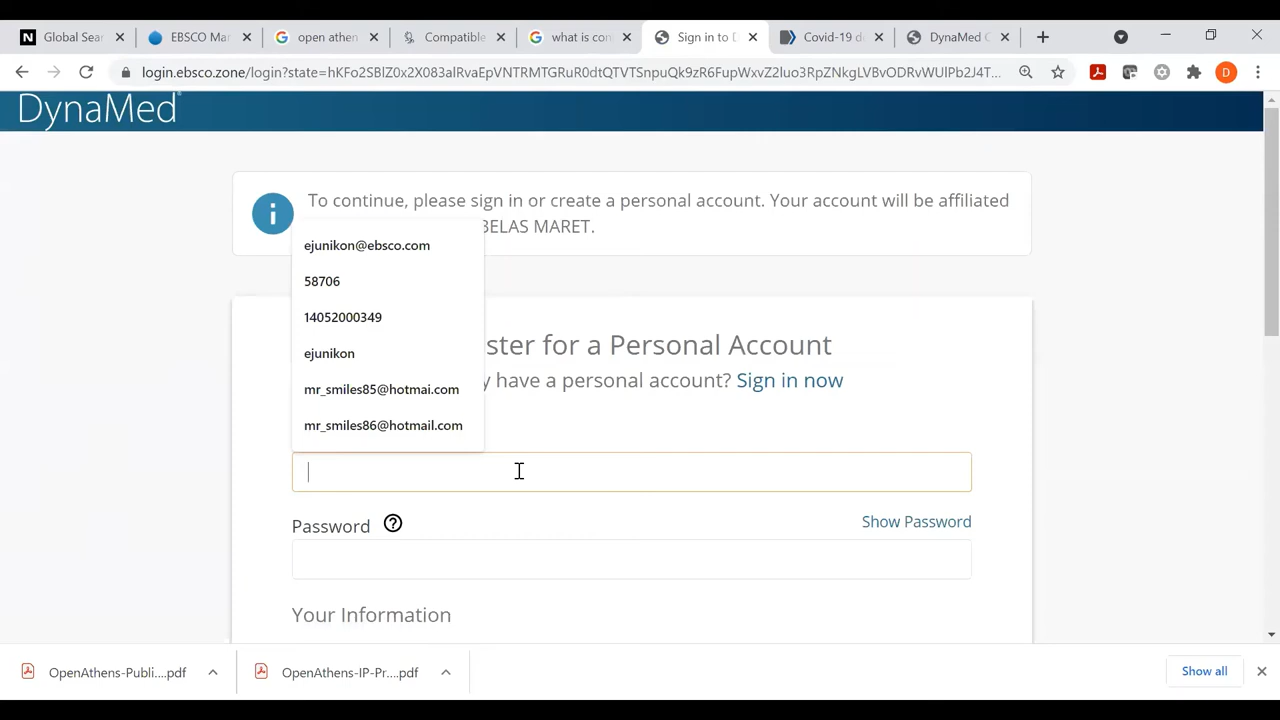 Global Sear
EBSCO Mar
open athen
Compatible
what is con
Sign in to D
Covid-19 d
DynaMed C
login.ebsco.zone/login?state=
D
DynaMed
To continue, please sign in or create a personal account. Your account will be affiliated
BELAS MARET.
ejunikon@ebsco.com
58706
14052000349
ejunikon
mr_smiles85@hotmai.com
mr_smiles86@hotmail.com
ster for a Personal Account
y have a personal account? Sign in now
Password
Show Password
Your Information
OpenAthens-Publi....pdf
OpenAthens-IP-Pr....pdf
Show all